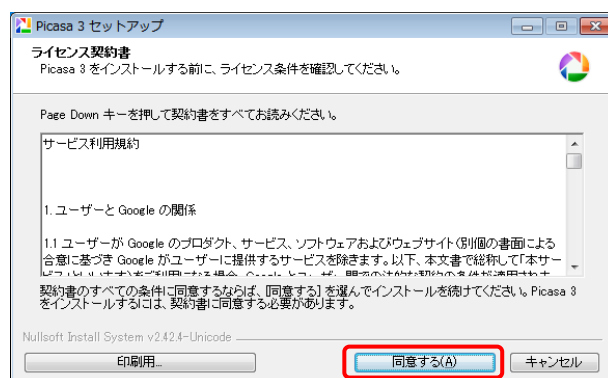 Picasa 3 セットアップ
ライセンス契約書
Picasa 3 をインストールする前に、ライセンス条件を確認してください。
Page Down キーを押して契約書をすべてお読みください。
サービス利用規約
1. ユーザーと Google の関係
1.1 ユーザーが Google のプロダクト、サービス、ソフトウェアおよびウェブサイト（別個の書面による
合意に基づき Google がユーザーに提供するサービスを除きます。以下、本文書で総称して「本サー
契約書のすべての条件に同意するならば、[同意する] を選んでインストールを続けてください。Picasa 3
をインストールするには、契約書に同意する必要があります。
Nullsoft Install System v2.42.4-Unicode
印刷用...
同意する(A)
キャンセル